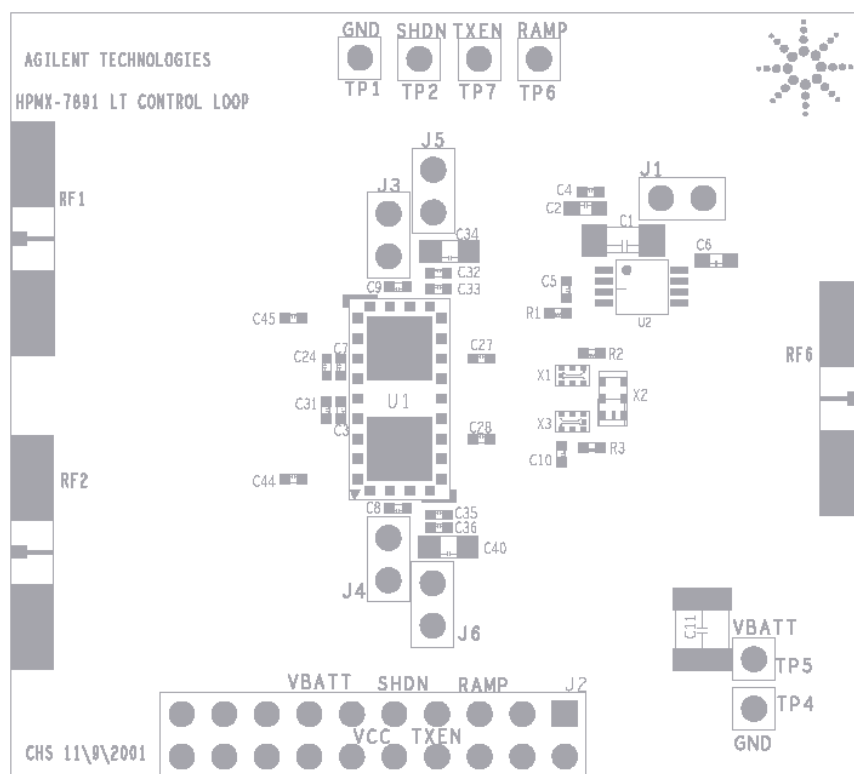 GND SHDN TXEN RAMP
AGILENT TECHNOLOGIES
TP1 TP2 TP7 TP6
HPMX-7891 LT CONTROL LOOP
J5
J1
J3
C4
RF1
C2
C1
C34
C6
C32
C9
C33
C5
R1
C45
U2
C24 C7
C27
R2
RF6
X1
U1
X2
C31 C3
X3
C28
R3
C10
RF2
C44
C8
C35
C36
C40
J4
C11
VBATT
J6
TP5
VBATT SHDN RAMP J2
TP4
VCC TXEN
GND
CHS 11\9\2001